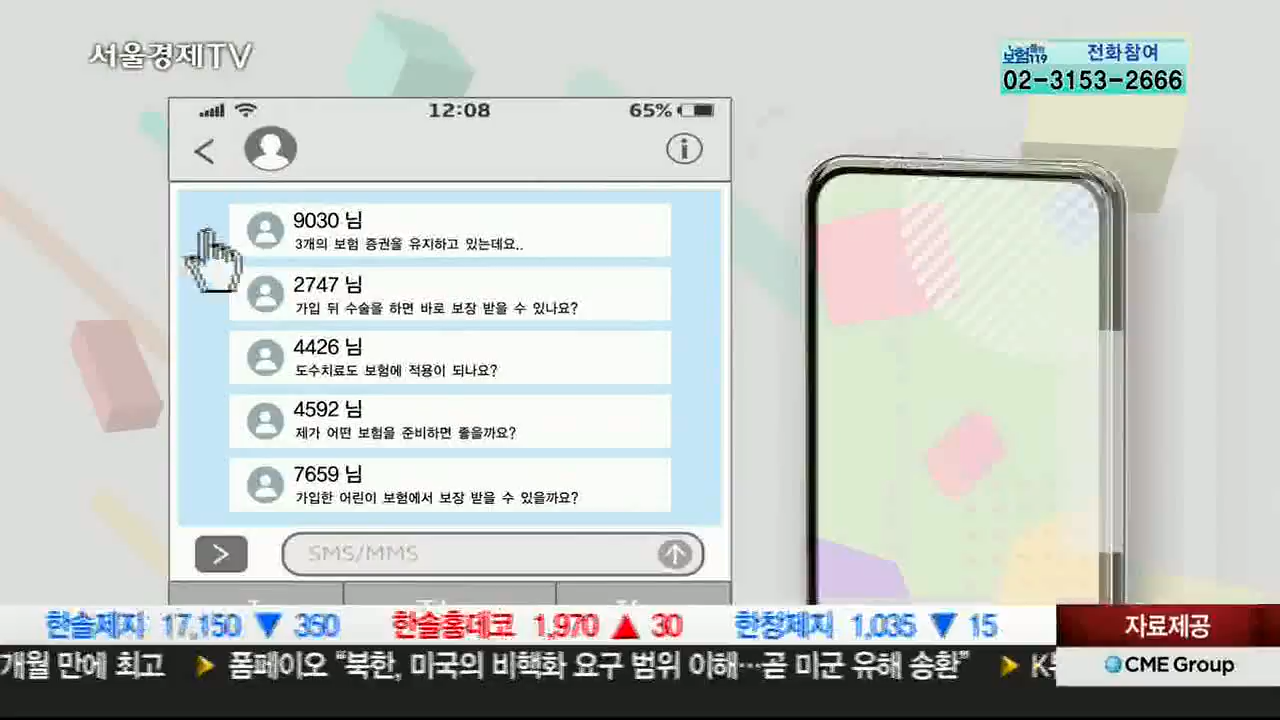 서울경제TV
보험119
전화참여
02-3153-2666
12:08
65%
9030 님
3개의 보험 증권을 유지하고 있는데요..
2747 님
가입 뒤 수술을 하면 바로 보장 받을 수 있나요?
4426 님
도수치료도 보험에 적용이 되나요?
4592 님
제가 어떤 보험을 준비하면 좋을까요?
7659 님
가입한 어린이 보험에서 보장 받을 수 있을까요?
SMS/MMS
한솔제지 17,150 ▼ 350 한솔홈데코 1,970 ▲ 30 한창제지 1,035 ▼ 15
자료제공
개월 만에 최고 폼페이오 “북한, 미국의 비핵화 요구 범위 이해…곧 미군 유해 송환”
CME Group